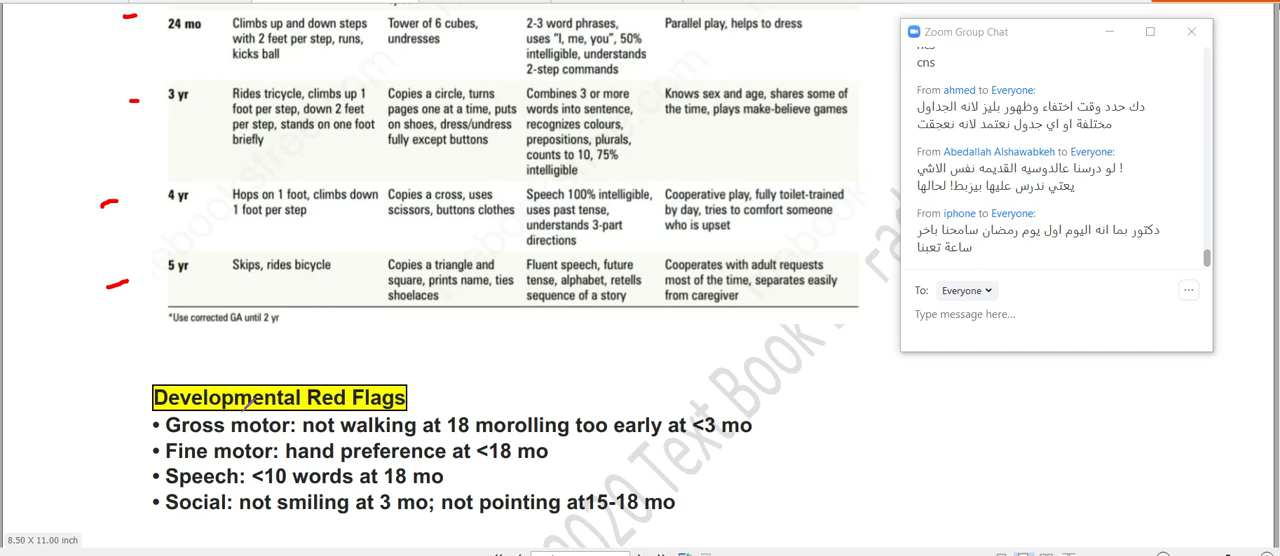 24 mo
Climbs up and down steps
with 2 feet per step, runs,
kicks ball
Tower of 6 cubes,
undresses
2-3 word phrases,
uses “I, me, you”, 50%
intelligible, understands
2-step commands
Parallel play, helps to dress
3 yr
Rides tricycle, climbs up 1
foot per step, down 2 feet
per step, stands on one foot
briefly
Copies a circle, turns
pages one at a time, puts
on shoes, dress/undress
fully except buttons
Combines 3 or more
words into sentence,
recognizes colours,
prepositions, plurals,
counts to 10, 75%
intelligible
Knows sex and age, shares some of
the time, plays make-believe games
4 yr
Hops on 1 foot, climbs down
1 foot per step
Copies a cross, uses
scissors, buttons clothes
Speech 100% intelligible,
uses past tense,
understands 3-part
directions
Cooperative play, fully toilet-trained
by day, tries to comfort someone
who is upset
5 yr
Skips, rides bicycle
Copies a triangle and
square, prints name, ties
shoelaces
Fluent speech, future
tense, alphabet, retells
sequence of a story
Cooperates with adult requests
most of the time, separates easily
from caregiver
*Use corrected GA until 2 yr
Developmental Red Flags
• Gross motor: not walking at 18 morolling too early at <3 mo
• Fine motor: hand preference at <18 mo
• Speech: <10 words at 18 mo
• Social: not smiling at 3 mo; not pointing at15-18 mo
2020 Text Book
8.50 X 11.00 inch
Zoom Group Chat
cns
From ahmed to Everyone:
دك حدد وقت اختفاء وظهور بليز لانه الجداول
مختلفة او اي جدول نعتمد لانه نعجقت
From Abedallah Alshawabkeh to Everyone:
! لو درسنا عالدوسيه القديمه نفس الاشي
يعتي ندرس عليها بيزبط! لحالها
From iphone to Everyone:
دكتور بما انه اليوم اول يوم رمضان سامحنا باخر
ساعة تعبنا
To: Everyone
Type message here...